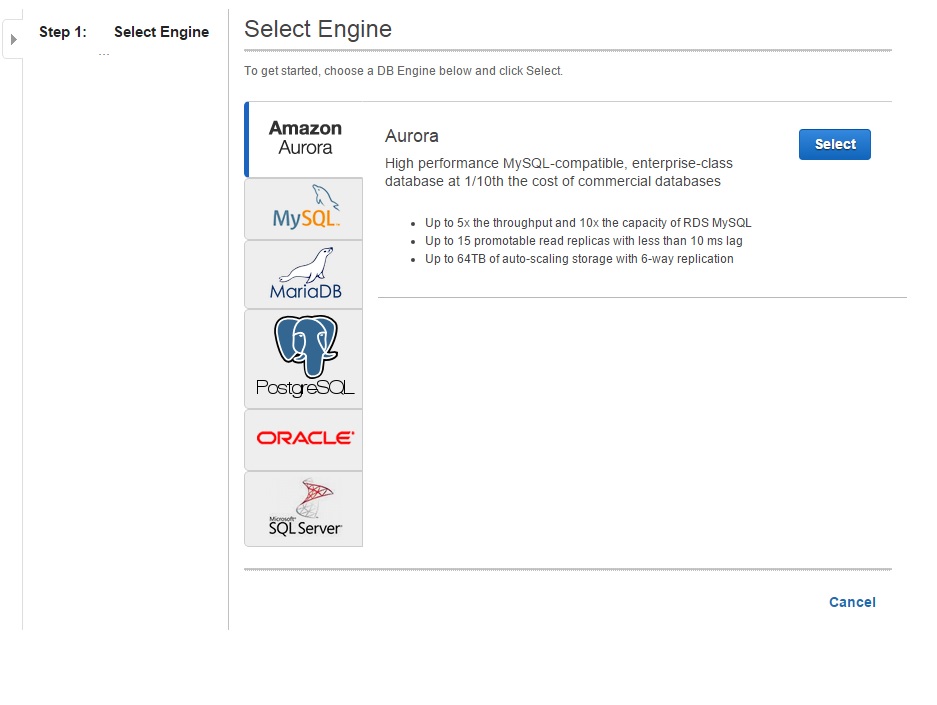 Step 1: Select Engine
...
Select Engine
To get started, choose a DB Engine below and click Select.
Amazon
Aurora
MySQL™
MariaDB
PostgreSQL
ORACLE®
Microsoft®
SQL Server®
Aurora
Select
High performance MySQL-compatible, enterprise-class
database at 1/10th the cost of commercial databases
• Up to 5x the throughput and 10x the capacity of RDS MySQL
• Up to 15 promotable read replicas with less than 10 ms lag
• Up to 64TB of auto-scaling storage with 6-way replication
Cancel